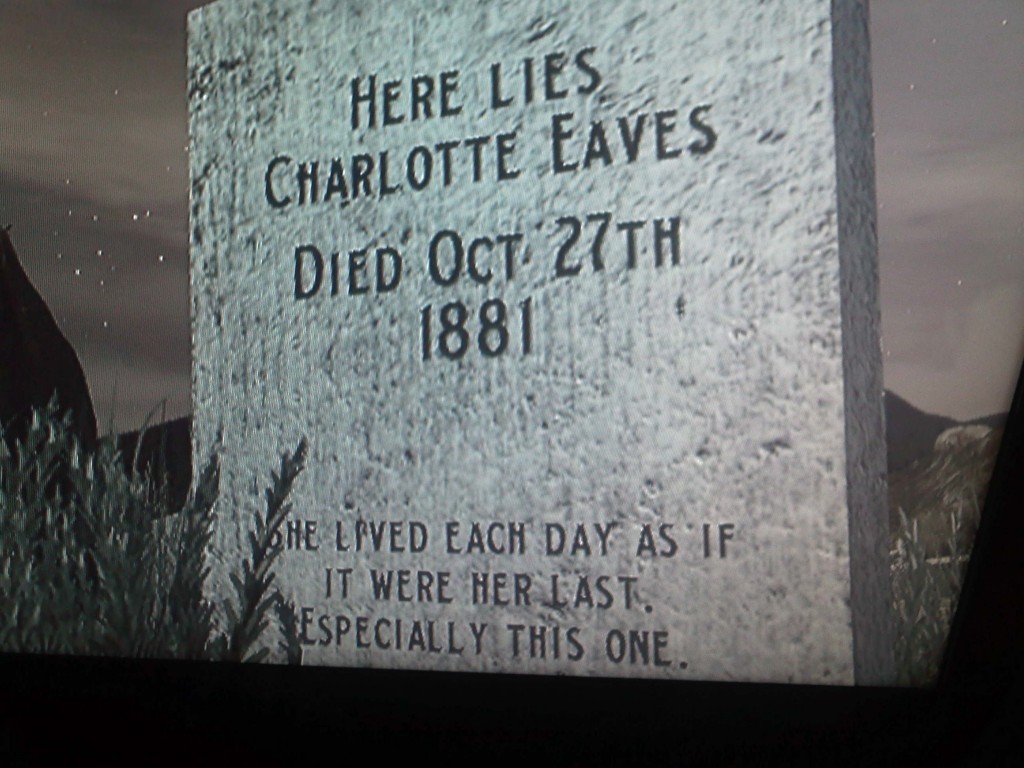 HERE LIES
CHARLOTTE EAVES
DIED OCT 27TH
1881
SHE LIVED EACH DAY AS IF
IT WERE HER LAST.
ESPECIALLY THIS ONE.